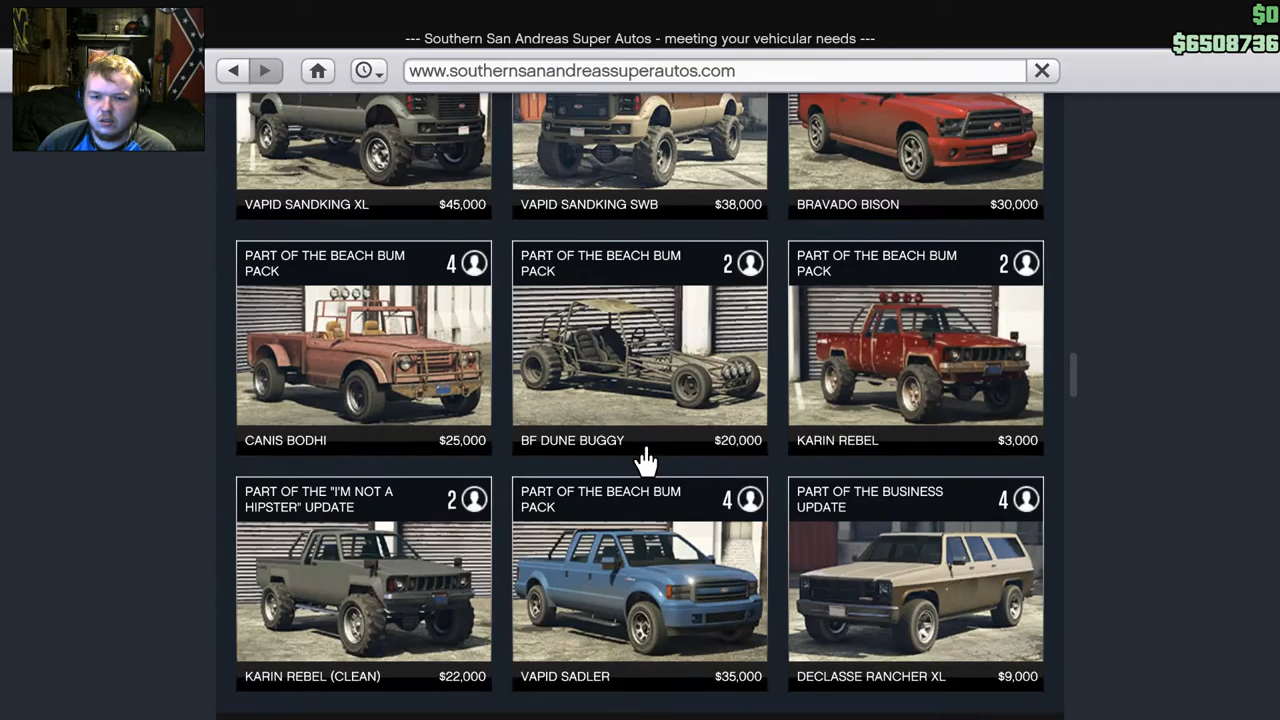 $0
--- Southern San Andreas Super Autos - meeting your vehicular needs ---
$6508736
www.southernsanandreassuperautos.com
VAPID SANDKING XL $45,000
VAPID SANDKING SWB $38,000
BRAVADO BISON $30,000
PART OF THE BEACH BUM
PACK
4
PART OF THE BEACH BUM
PACK
2
PART OF THE BEACH BUM
PACK
2
CANIS BODHI $25,000
BF DUNE BUGGY $20,000
KARIN REBEL $3,000
PART OF THE "I'M NOT A
HIPSTER" UPDATE
2
PART OF THE BEACH BUM
PACK
4
PART OF THE BUSINESS
UPDATE
4
KARIN REBEL (CLEAN) $22,000
VAPID SADLER $35,000
DECLASSE RANCHER XL $9,000